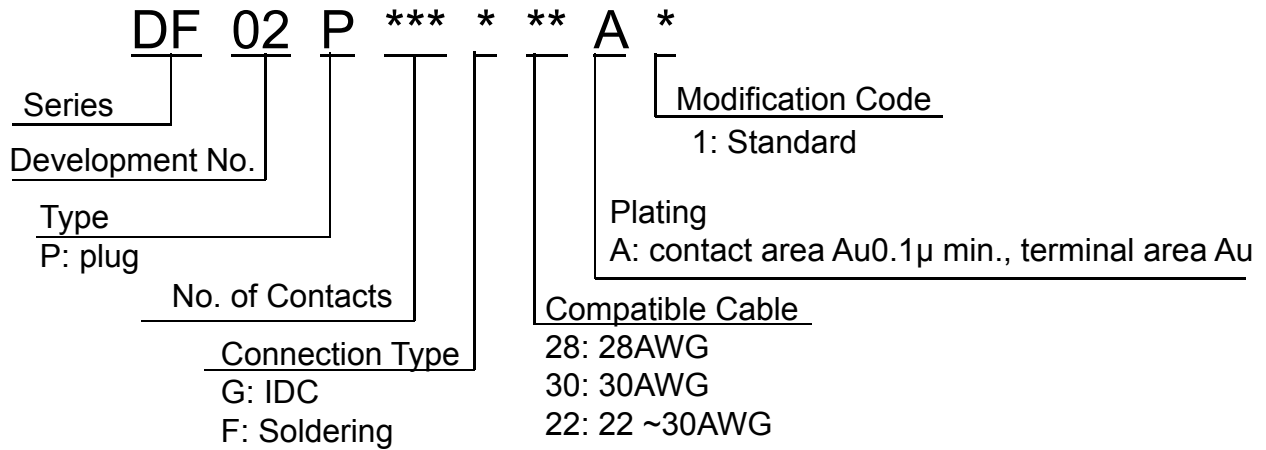 DF 02 P *** * ** A *
Series
Modification Code
1: Standard
Development No.
Type
P: plug
Plating
A: contact area Au0.1μ min., terminal area Au
No. of Contacts
Compatible Cable
28: 28AWG
30: 30AWG
22: 22 ~30AWG
Connection Type
G: IDC
F: Soldering